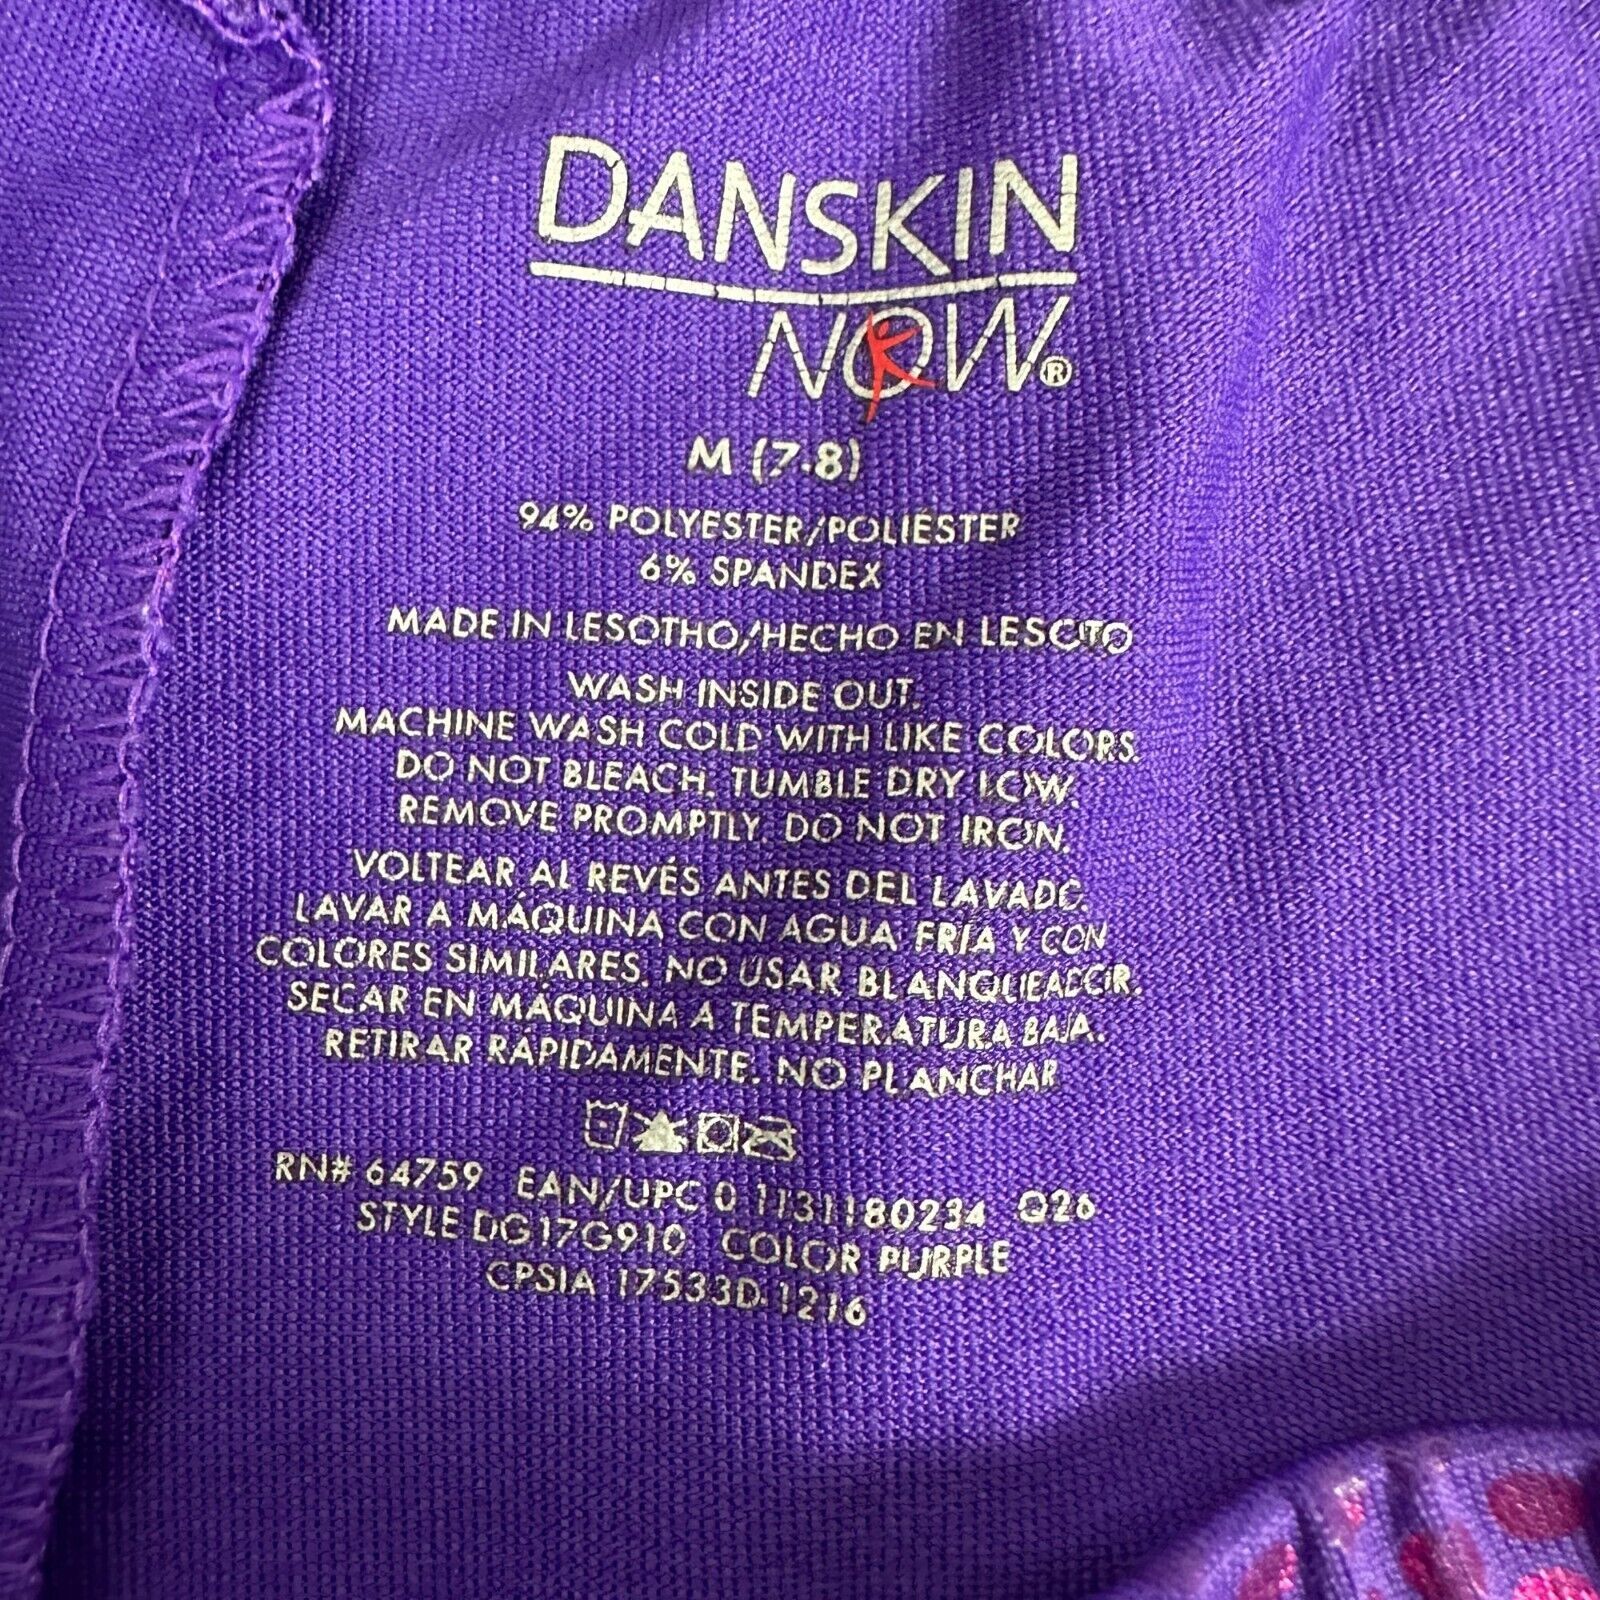 DANSKIN
NOW®
M (7-8)
94% POLYESTER/POLIÉSTER
6% SPANDEX
MADE IN LESOTHO/HECHO EN LESOTO
WASH INSIDE OUT.
MACHINE WASH COLD WITH LIKE COLORS.
DO NOT BLEACH. TUMBLE DRY LOW.
REMOVE PROMPTLY. DO NOT IRON.
VOLTEAR AL REVÉS ANTES DEL LAVADO.
LAVAR A MÁQUINA CON AGUA FRÍA Y CON
COLORES SIMILARES. NO USAR BLANQUEADOR.
SECAR EN MÁQUINA A TEMPERATURA BAJA.
RETIRAR RÁPIDAMENTE. NO PLANCHAR
RN# 64759 EAN/UPC 0 1131180234 Q26
STYLE DG17G910 COLOR PURPLE
CPSIA 17533D-1216